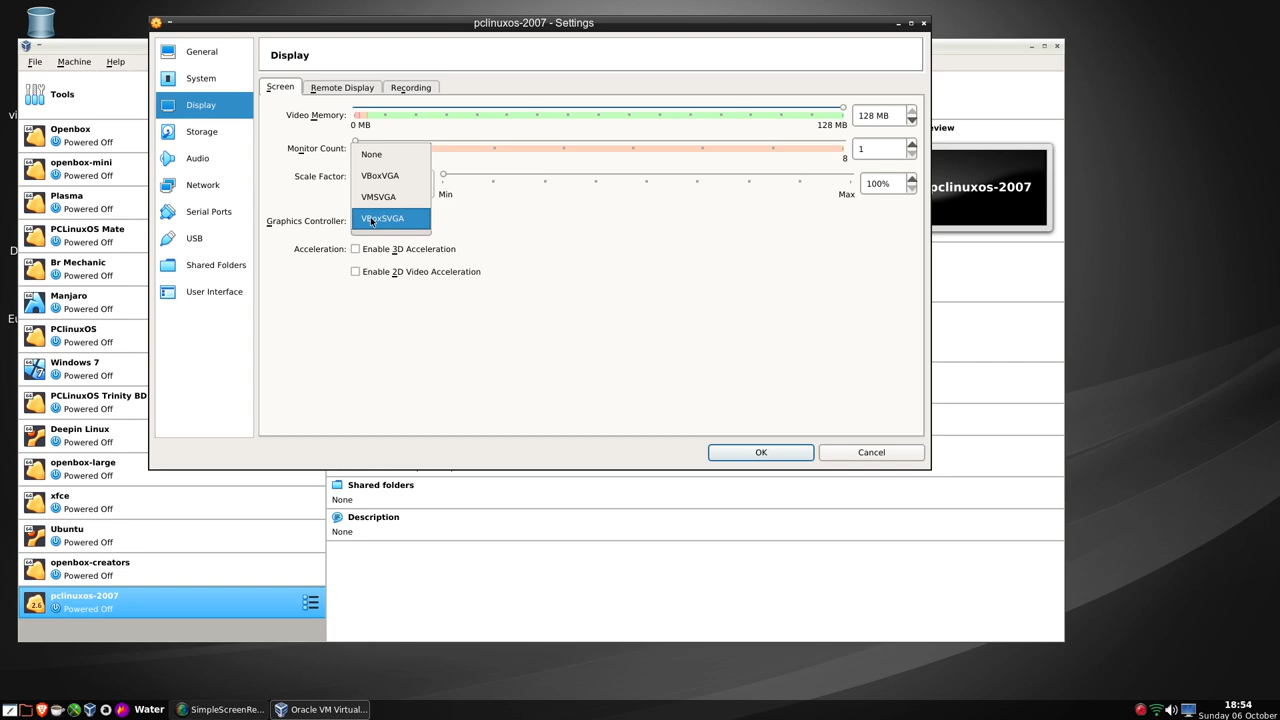 pclinuxos-2007 - Settings
File Machine Help
Tools
Openbox
Powered Off
openbox-mini
Powered Off
Plasma
Powered Off
PCLinuxOS Mate
Powered Off
Br Mechanic
Powered Off
Manjaro
Powered Off
PClinuxOS
Powered Off
Windows 7
Powered Off
PCLinuxOS Trinity BD
Powered Off
Deepin Linux
Powered Off
openbox-large
Powered Off
xfce
Powered Off
Ubuntu
Powered Off
openbox-creators
Powered Off
pclinuxos-2007
Powered Off
General
System
Display
Storage
Audio
Network
Serial Ports
USB
Shared Folders
User Interface
Display
Screen Remote Display Recording
Video Memory: 128 MB
0 MB 128 MB
Monitor Count: 1
8
Scale Factor: 100%
Min Max
Graphics Controller:
None
VBoxVGA
VMSVGA
VBoxSVGA
Acceleration: Enable 3D Acceleration
Enable 2D Video Acceleration
OK Cancel
pclinuxos-2007
Shared folders
None
Description
None
Water SimpleScreenRe... Oracle VM Virtual...
18:54
Sunday 06 October